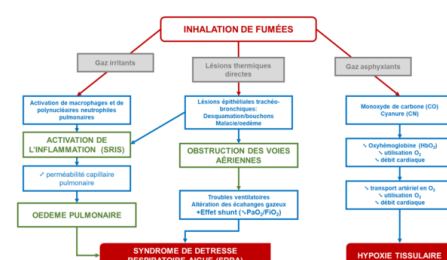 INHALATION DE FUMÉES
Gaz irritants
Lésions thermiques
directes
Gaz asphyxiants
Activation de macrophages et de
polynucléaires neutrophiles
pulmonaires
Lésions épithéliales trachéo-
bronchiques:
Desquamation/bouchons
Malacie/oedème
Monoxyde de carbone (CO)
Cyanure (CN)
ACTIVATION DE
L'INFLAMMATION (SRIS)
OBSTRUCTION DES VOIES
AÉRIENNES
↘ Oxyhémoglobine (HbO2)
↘ utilisation O2
↘ débit cardiaque
↗ perméabilité capillaire
pulmonaire
Troubles ventilatoires
Altération des échanges gazeux
+Effet shunt (↘PaO2/FiO2)
↘ transport artériel en O2
↘ utilisation O2
↘ débit cardiaque
OEDEME PULMONAIRE
SYNDROME DE DETRESSE
RESPIRATOIRE AIGUE (SDRA)
HYPOXIE TISSULAIRE